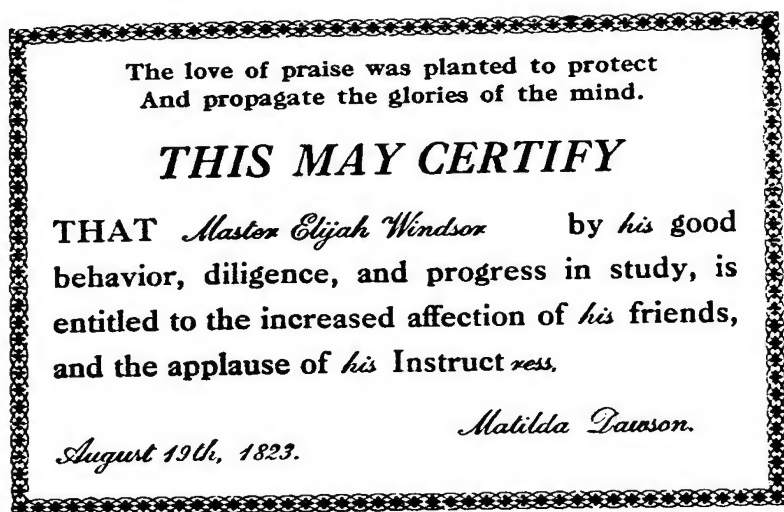 The love of praise was planted to protect
And propagate the glories of the mind.
THIS MAY CERTIFY
THAT Master Elijah Windsor by his good
behavior, diligence, and progress in study, is
entitled to the increased affection of his friends,
and the applause of his Instructress.
Matilda Dawson.
August 19th, 1823.